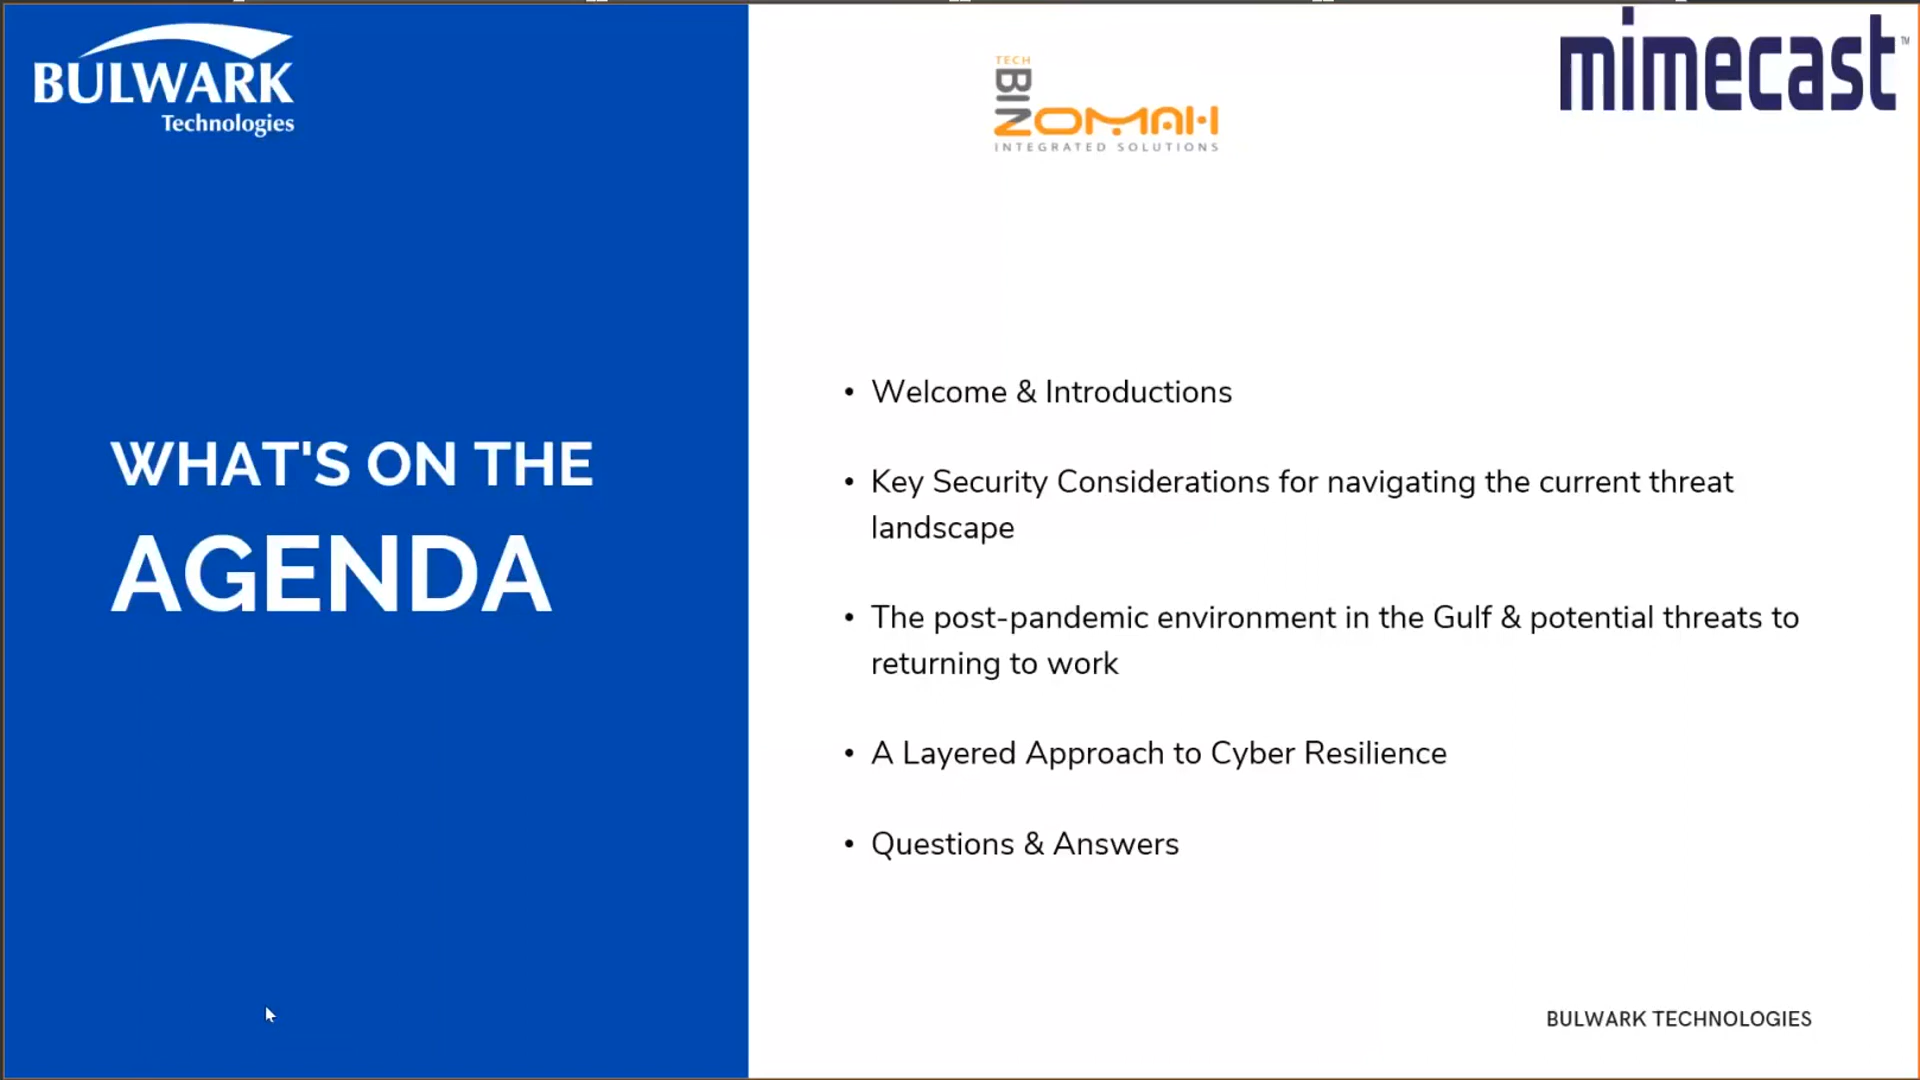 BULWARK
Technologies
TECH
BIN
ZOMAH
INTEGRATED SOLUTIONS
mimecast™
WHAT'S ON THE
AGENDA
• Welcome & Introductions
• Key Security Considerations for navigating the current threat
landscape
• The post-pandemic environment in the Gulf & potential threats to
returning to work
• A Layered Approach to Cyber Resilience
• Questions & Answers
BULWARK TECHNOLOGIES